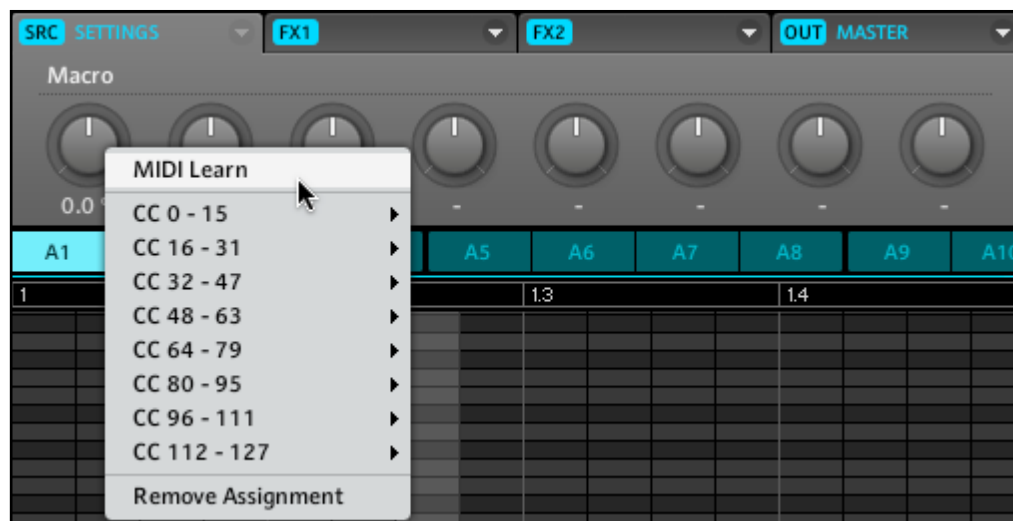 SRC SETTINGS FX1 FX2 OUT MASTER
Macro
MIDI Learn
0.0
- - - - -
CC 0 - 15
A1 A5 A6 A7 A8 A9 A10
CC 16 - 31
CC 32 - 47
1 1.3 1.4
CC 48 - 63
CC 64 - 79
CC 80 - 95
CC 96 - 111
CC 112 - 127
Remove Assignment